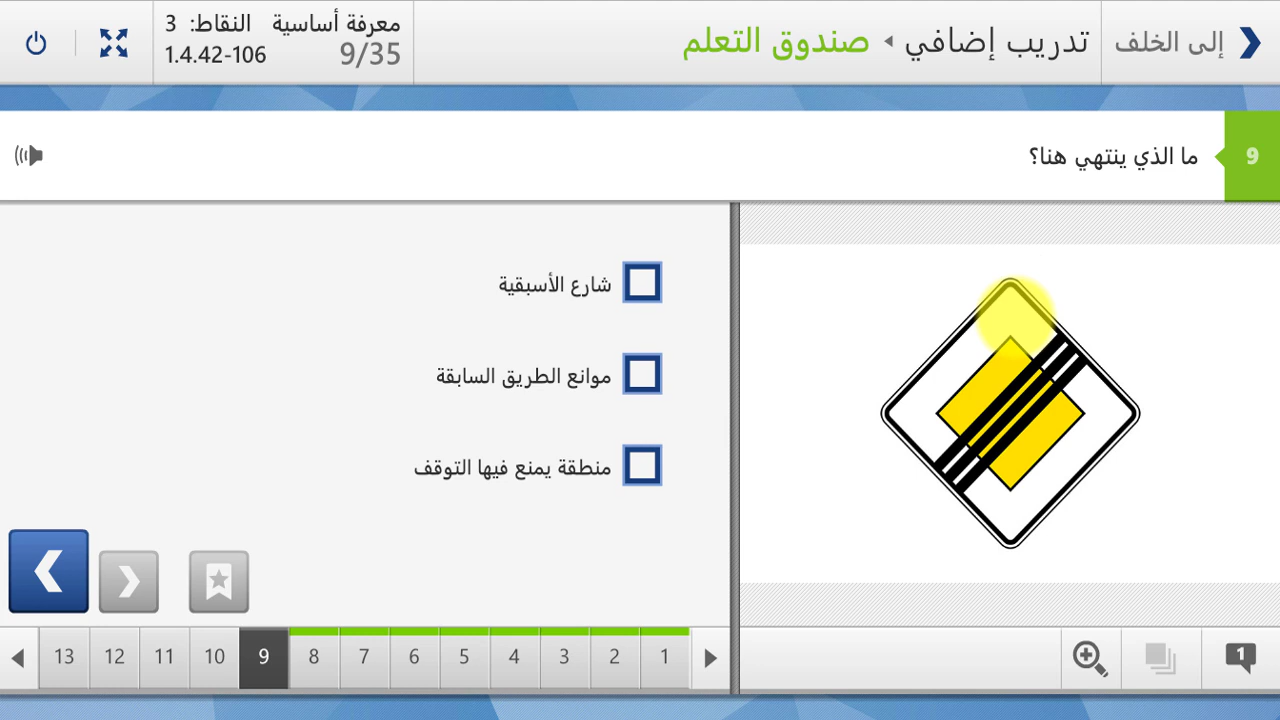 إلى الخلف
تدريب إضافي ◂ صندوق التعلم
معرفة أساسية النقاط: 3
9/35 1.4.42-106
9
ما الذي ينتهي هنا؟
شارع الأسبقية
موانع الطريق السابقة
منطقة يمنع فيها التوقف
1 2 3 4 5 6 7 8 9 10 11 12 13
1